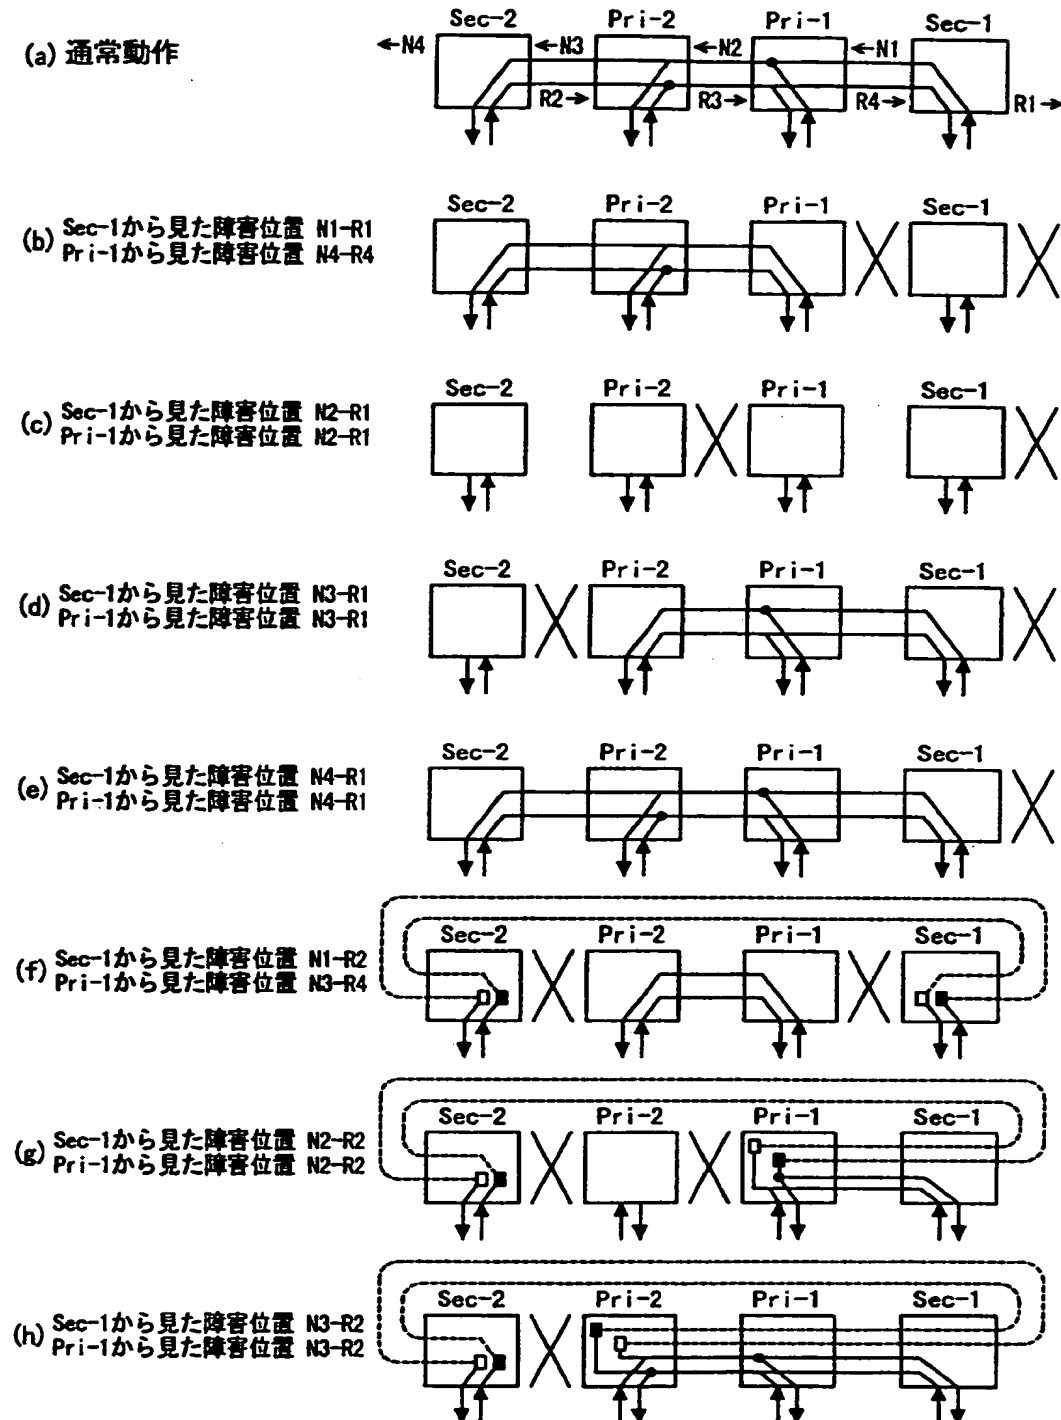 Sec-2 Pri-2 Pri-1 Sec-1
(a) 通常動作 ←N4 ←N3 ←N2 ←N1
R2→ R3→ R4→ R1→
Sec-2 Pri-2 Pri-1 Sec-1
(b) Sec-1から見た障害位置 N1-R1
Pri-1から見た障害位置 N4-R4
Sec-2 Pri-2 Pri-1 Sec-1
(c) Sec-1から見た障害位置 N2-R1
Pri-1から見た障害位置 N2-R1
Sec-2 Pri-2 Pri-1 Sec-1
(d) Sec-1から見た障害位置 N3-R1
Pri-1から見た障害位置 N3-R1
Sec-2 Pri-2 Pri-1 Sec-1
(e) Sec-1から見た障害位置 N4-R1
Pri-1から見た障害位置 N4-R1
Sec-2 Pri-2 Pri-1 Sec-1
(f) Sec-1から見た障害位置 N1-R2
Pri-1から見た障害位置 N3-R4
Sec-2 Pri-2 Pri-1 Sec-1
(g) Sec-1から見た障害位置 N2-R2
Pri-1から見た障害位置 N2-R2
Sec-2 Pri-2 Pri-1 Sec-1
(h) Sec-1から見た障害位置 N3-R2
Pri-1から見た障害位置 N3-R2